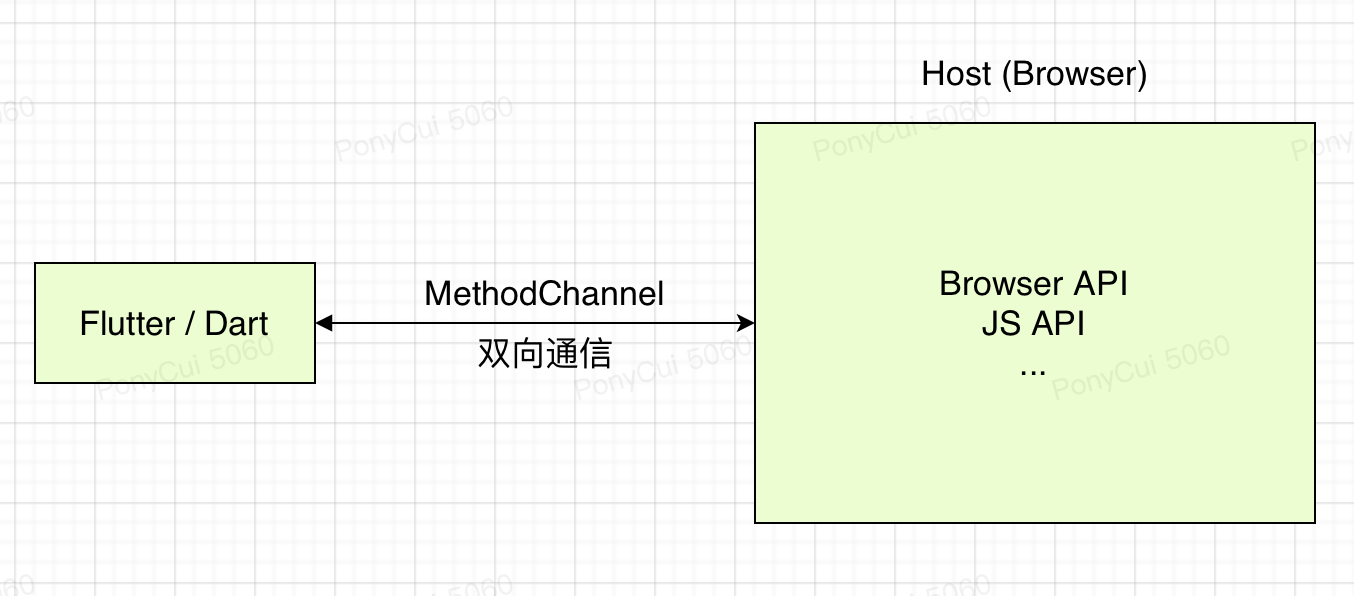 Host (Browser)
Flutter / Dart
MethodChannel
双向通信
Browser API
JS API
...
PonyCui 5060
PonyCui 5060
PonyCui 5060
PonyCui 5060
PonyCui 5060